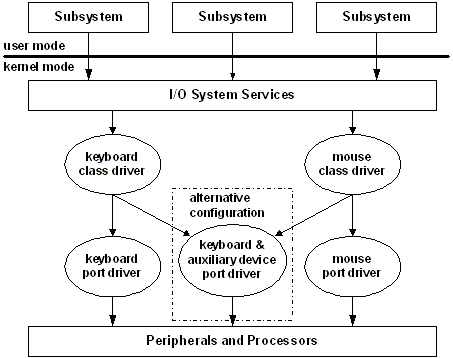 Subsystem
Subsystem
Subsystem
user mode
kernel mode
I/O System Services
keyboard
class driver
mouse
class driver
alternative
configuration
keyboard
port driver
keyboard &
auxiliary device
port driver
mouse
port driver
Peripherals and Processors